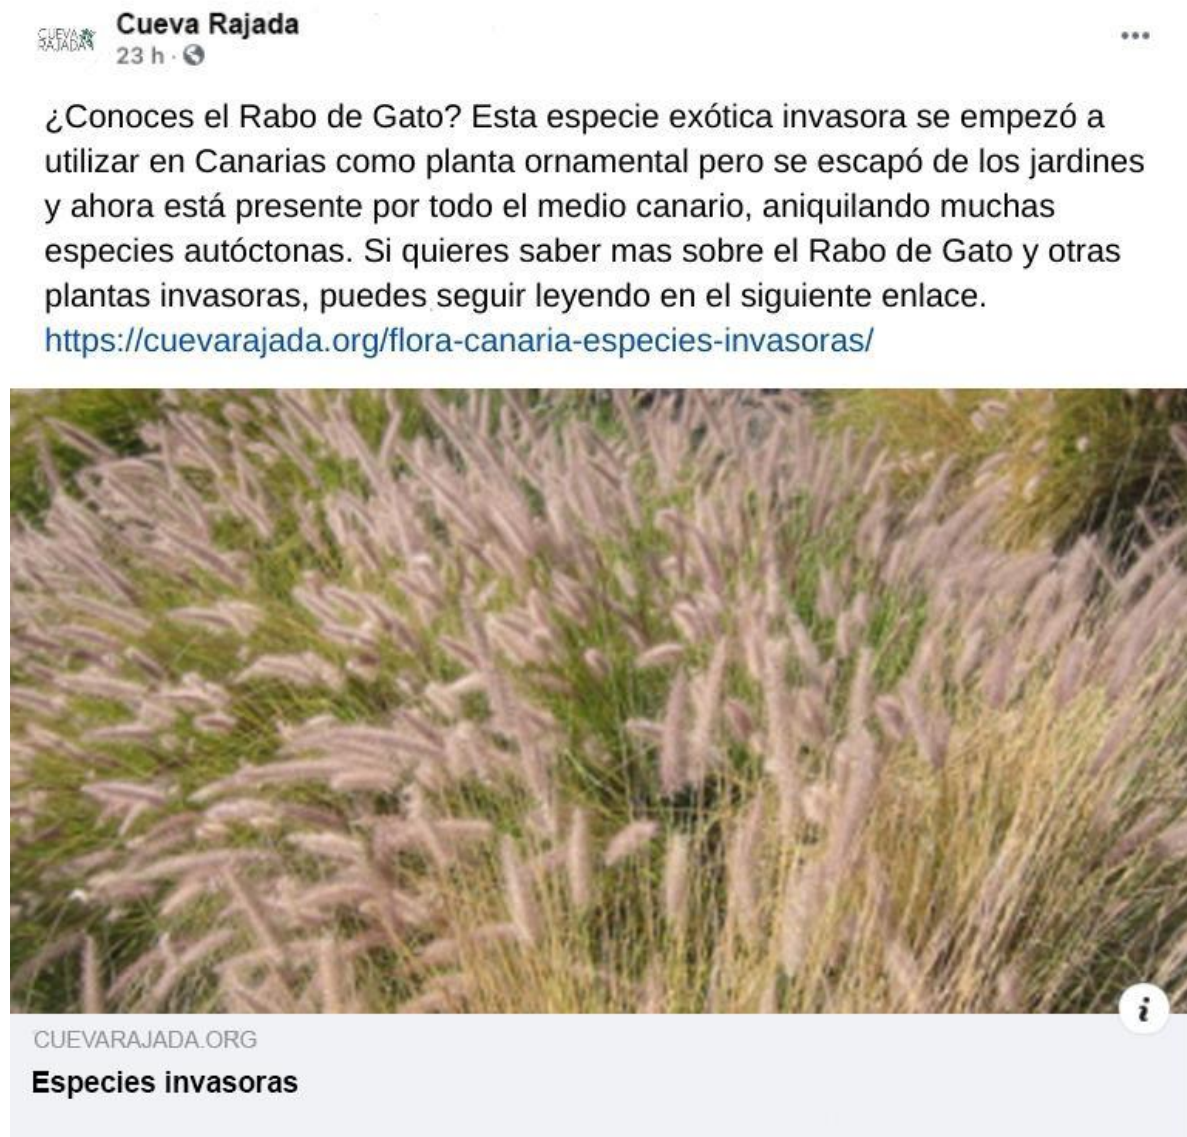 CUEVA
RAJADA
Cueva Rajada
23 h ·
¿Conoces el Rabo de Gato? Esta especie exótica invasora se empezó a
utilizar en Canarias como planta ornamental pero se escapó de los jardines
y ahora está presente por todo el medio canario, aniquilando muchas
especies autóctonas. Si quieres saber mas sobre el Rabo de Gato y otras
plantas invasoras, puedes seguir leyendo en el siguiente enlace.
https://cuevarajada.org/flora-canaria-especies-invasoras/
i
CUEVARAJADA.ORG
Especies invasoras